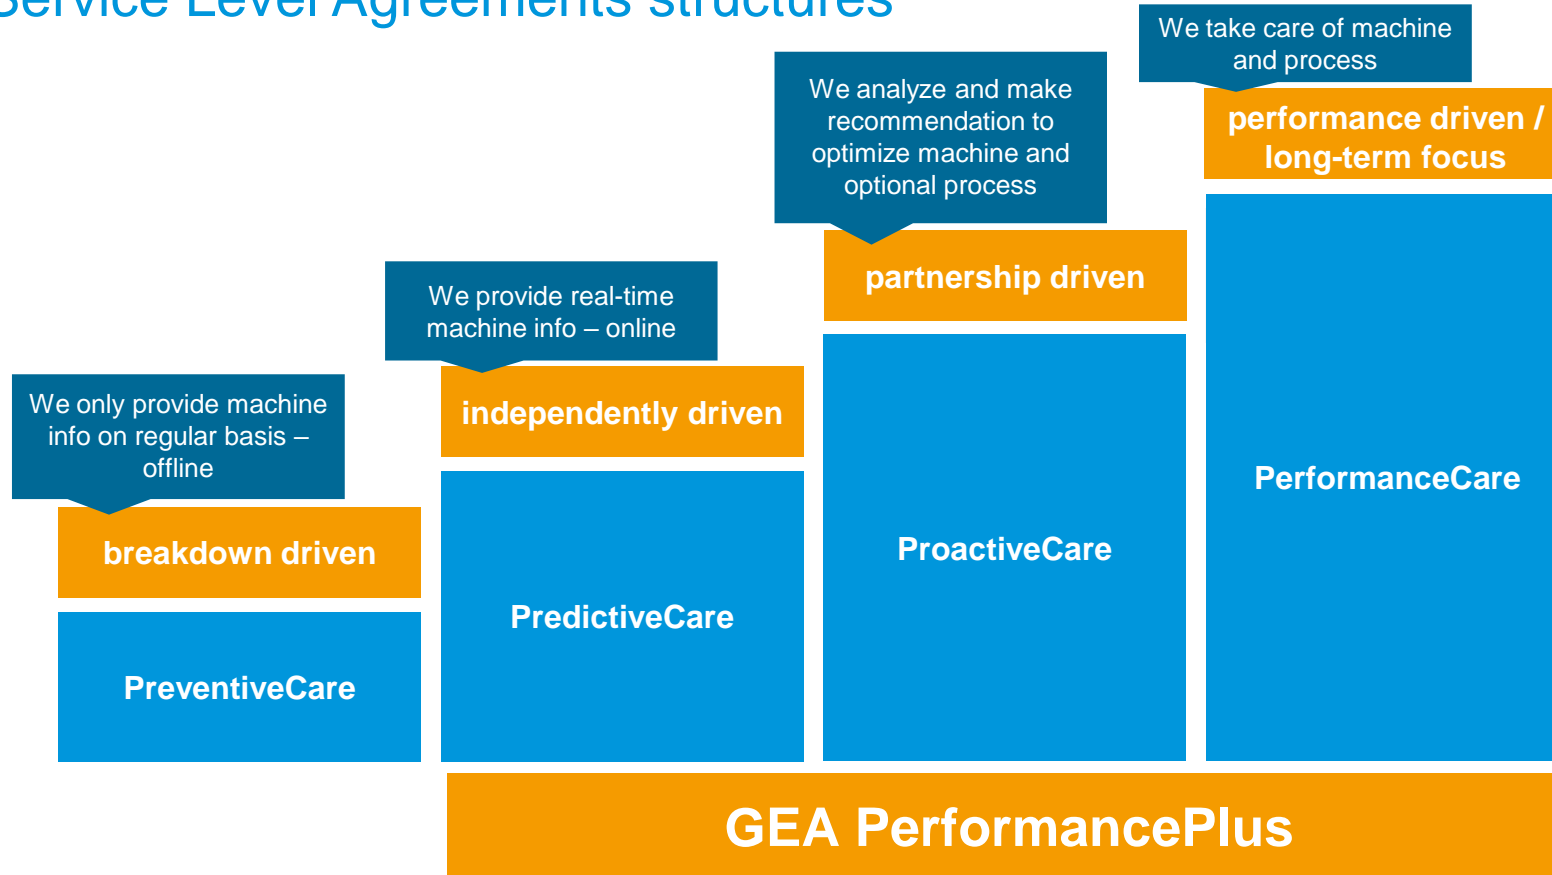 Service Level Agreements structures
We take care of machine
and process
performance driven /
long-term focus
We analyze and make
recommendation to
optimize machine and
optional process
partnership driven
We provide real-time
machine info – online
independently driven
We only provide machine
info on regular basis –
offline
breakdown driven
PreventiveCare
PredictiveCare
ProactiveCare
PerformanceCare
GEA PerformancePlus